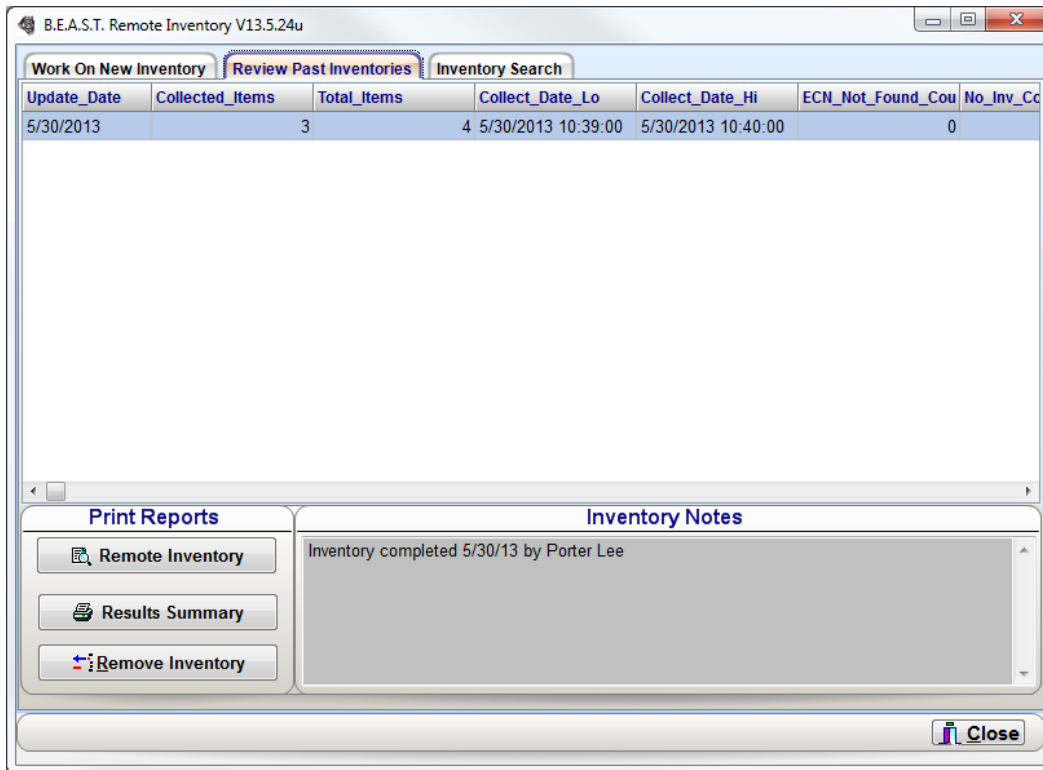 B.E.A.S.T. Remote Inventory V13.5.24u
Work On New Inventory Review Past Inventories Inventory Search
Update_Date Collected_Items Total_Items Collect_Date_Lo Collect_Date_Hi ECN_Not_Found_Cou No_Inv_Co
5/30/2013 3 4 5/30/2013 10:39:00 5/30/2013 10:40:00 0
Print Reports
Remote Inventory
Results Summary
Remove Inventory
Inventory Notes
Inventory completed 5/30/13 by Porter Lee
Close